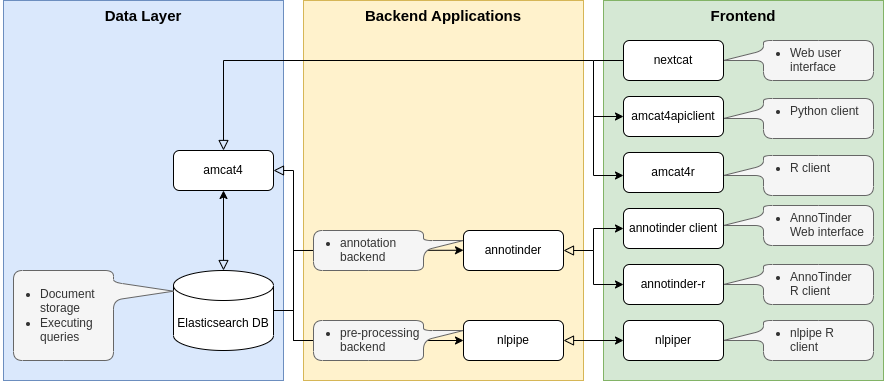 Data Layer
Backend Applications
Frontend
nextcat
Web user
interface
amcat4apiclient
Python client
amcat4
amcat4r
R client
annotation
backend
annotinder
annotinder client
AnnoTinder
Web interface
annotinder-r
AnnoTinder
R client
Document
storage
Executing
queries
Elasticsearch DB
pre-processing
backend
nlpipe
nlpiper
nlpipe R
client